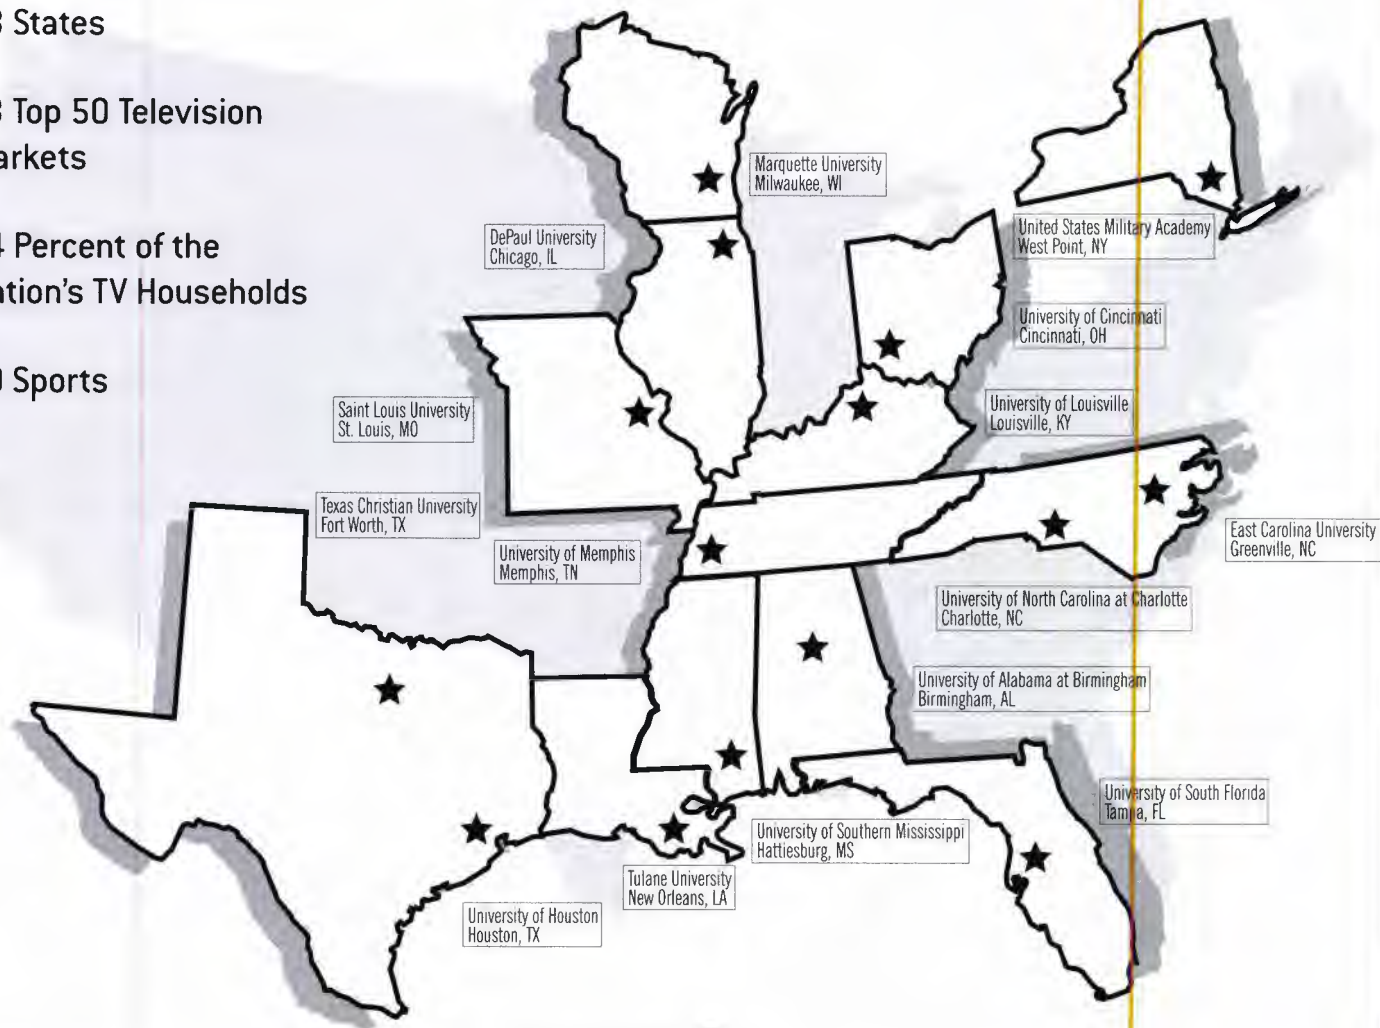 States
Top 50 Television
Percent of the
TV Households
Sports
Marquette University
Milwaukee, WI
DePaul University
Chicago, IL
United States Military Academy
West Point, NY
University of Cincinnati
Cincinnati, OH
Saint Louis University
St. Louis, MO
University of Louisville
Louisville, KY
Texas Christian University
Fort Worth, TX
University of Memphis
Memphis, TN
East Carolina University
Greenville, NC
University of North Carolina at Charlotte
Charlotte, NC
University of Alabama at Birmingham
Birmingham, AL
University of South Florida
Tampa, FL
University of Southern Mississippi
Hattiesburg, MS
Tulane University
New Orleans, LA
University of Houston
Houston, TX